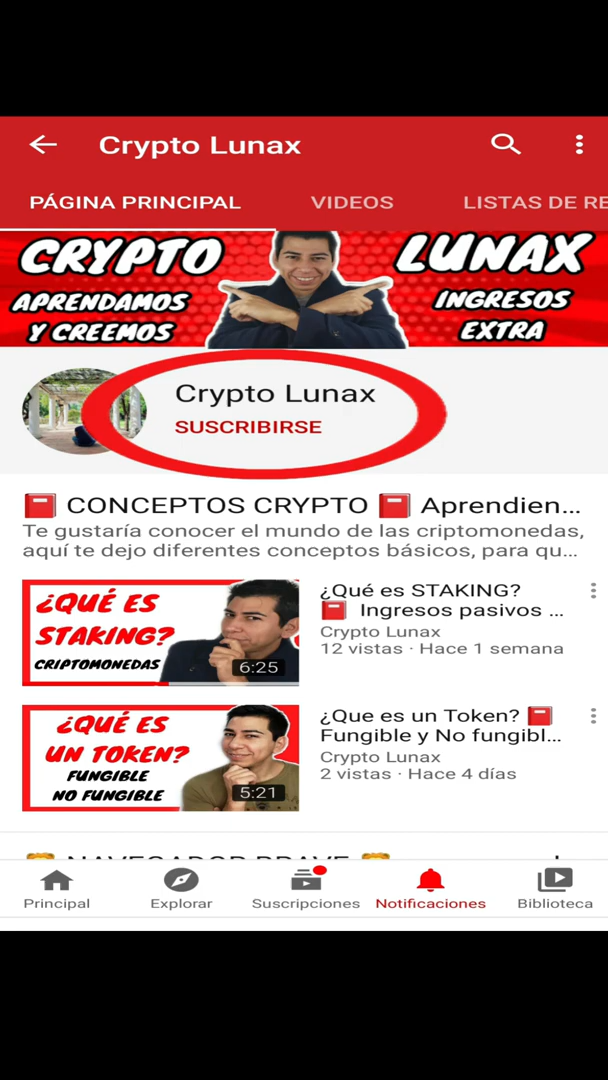 Crypto Lunax
PÁGINA PRINCIPAL VIDEOS LISTAS DE RE
CRYPTO LUNAX
APRENDAMOS Y CREEMOS
INGRESOS EXTRA
Crypto Lunax
SUSCRIBIRSE
📕 CONCEPTOS CRYPTO 📕 Aprendien...
Te gustaría conocer el mundo de las criptomonedas,
aquí te dejo diferentes conceptos básicos, para qu...
¿QUÉ ES
STAKING?
CRIPTOMONEDAS
6:25
¿Qué es STAKING?
📕 Ingresos pasivos ...
Crypto Lunax
12 vistas · Hace 1 semana
¿QUÉ ES
UN TOKEN?
FUNGIBLE
NO FUNGIBLE
5:21
¿Que es un Token? 📕
Fungible y No fungibl...
Crypto Lunax
2 vistas · Hace 4 días
🦁 NAVEGADOR BRAVE 🦁
Principal Explorar Suscripciones Notificaciones Biblioteca